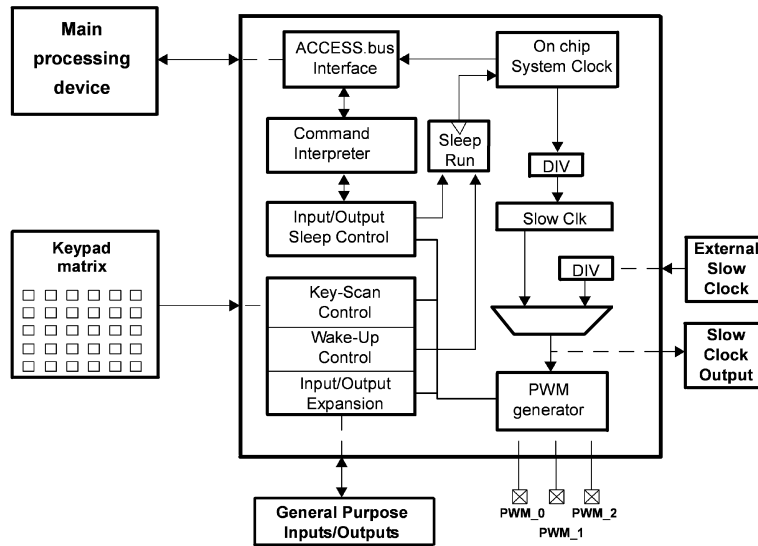 Main
processing
device
ACCESS.bus
Interface
On chip
System Clock
Command
Interpreter
Sleep
Run
DIV
Input/Output
Sleep Control
Slow Clk
Keypad
matrix
DIV
External
Slow
Clock
Key-Scan
Control
Wake-Up
Control
Input/Output
Expansion
Slow
Clock
Output
PWM
generator
General Purpose
Inputs/Outputs
PWM_0
PWM_2
PWM_1